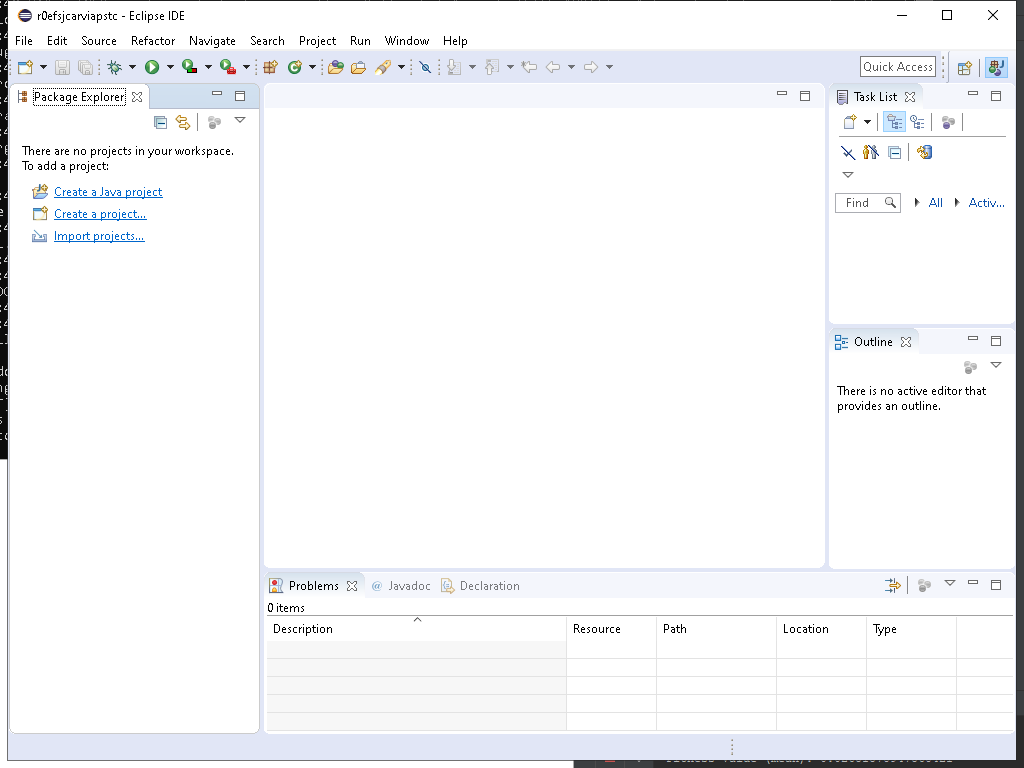 r0efsjcarviapstc - Eclipse IDE
File Edit Source Refactor Navigate Search Project Run Window Help
Quick Access
Package Explorer
There are no projects in your workspace.
To add a project:
Create a Java project
Create a project...
Import projects...
Task List
Find All Activ...
Outline
There is no active editor that
provides an outline.
Problems @ Javadoc Declaration
0 items
Description Resource Path Location Type